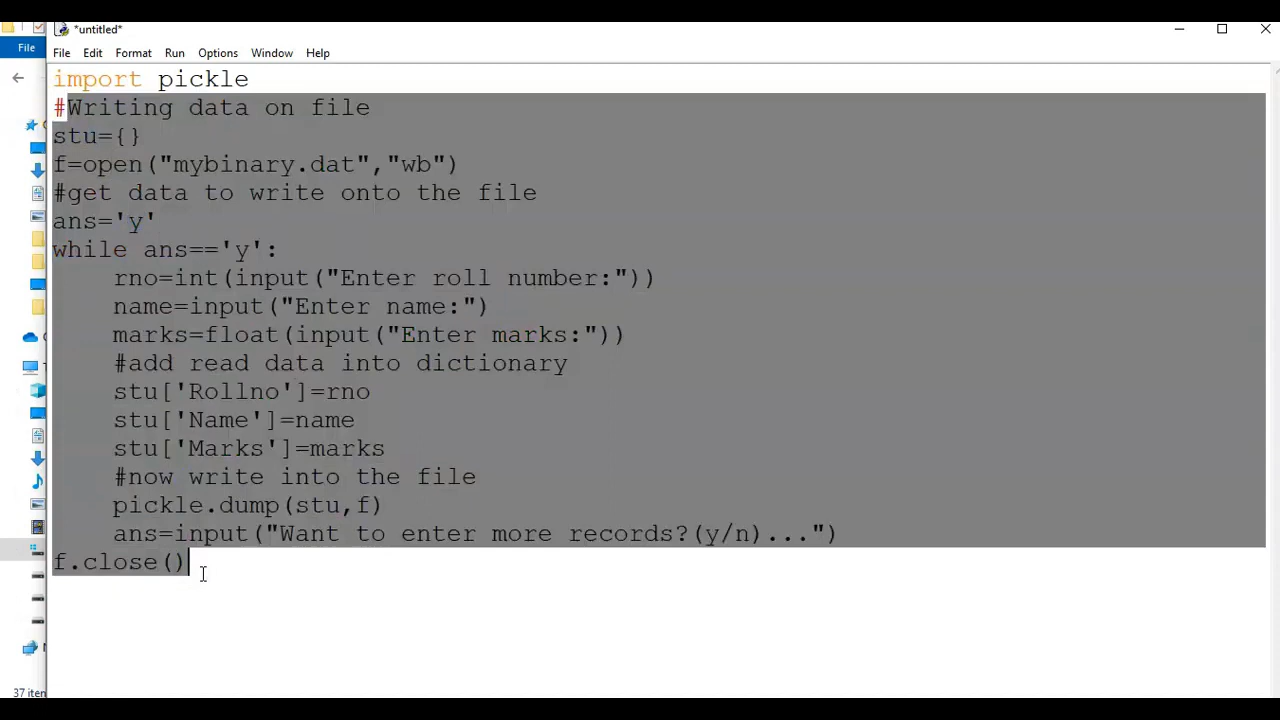 *untitled*
File
File Edit Format Run Options Window Help
import pickle
#Writing data on file
stu={}
f=open("mybinary.dat","wb")
#get data to write onto the file
ans='y'
while ans=='y':
    rno=int(input("Enter roll number:"))
    name=input("Enter name:")
    marks=float(input("Enter marks:"))
    #add read data into dictionary
    stu['Rollno']=rno
    stu['Name']=name
    stu['Marks']=marks
    #now write into the file
    pickle.dump(stu,f)
    ans=input("Want to enter more records?(y/n)...")
f.close()
37 iten